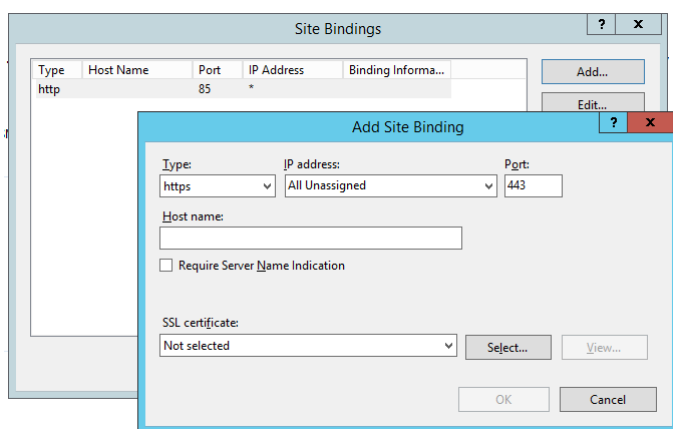 Site Bindings
? x
Type Host Name Port IP Address Binding Informa...
http 85 *
Add...
Edit...
Add Site Binding
? x
Type: IP address: Port:
https All Unassigned 443
Host name:
Require Server Name Indication
SSL certificate:
Not selected Select... View...
OK Cancel